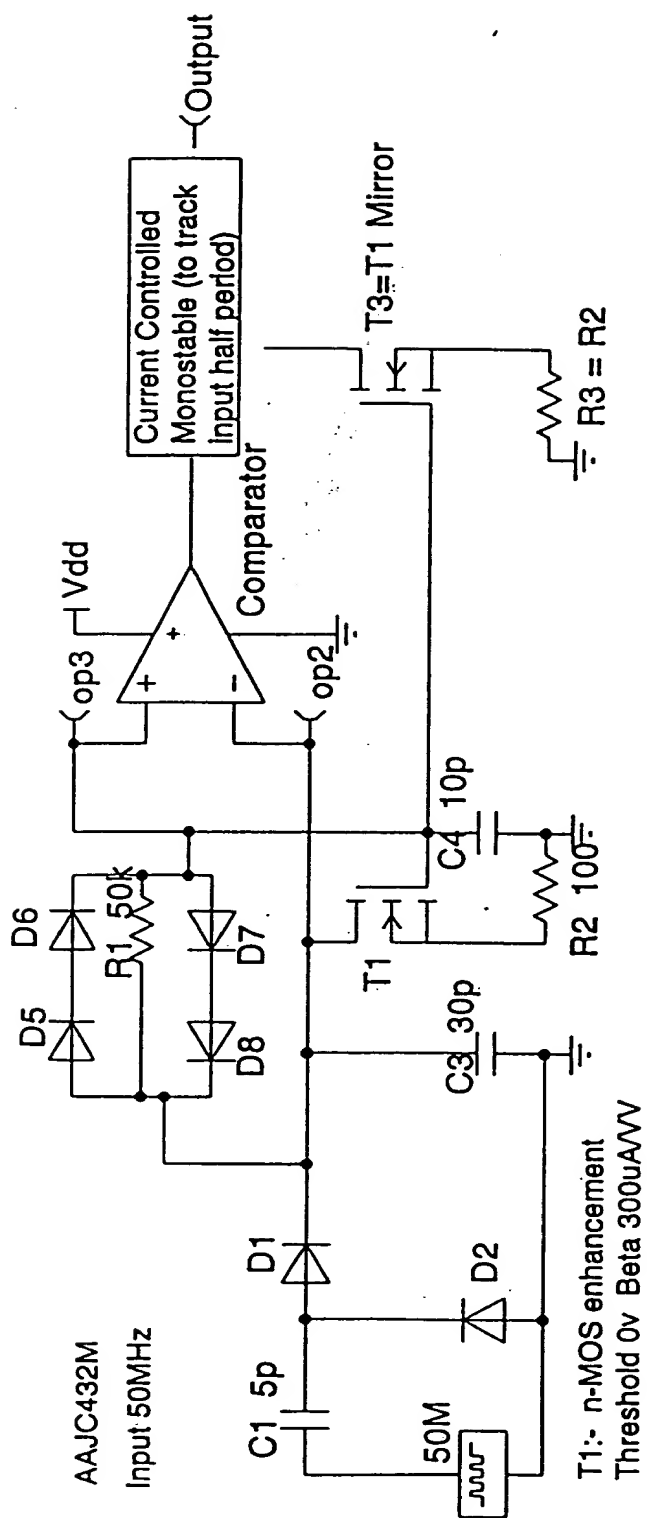 AAJC432M
Input 50MHz
C1 5p
50M
D1
D2
D5
D6
R1 50k
D8
D7
C3 30p
T1
R2 100
C4 10p
op3
op2
Vdd
+
+
−
Comparator
Current Controlled
Monostable (to track
Input half period)
Output
T3=T1 Mirror
R3 = R2
T1:- n-MOS enhancement
Threshold 0v Beta 300uA/VV